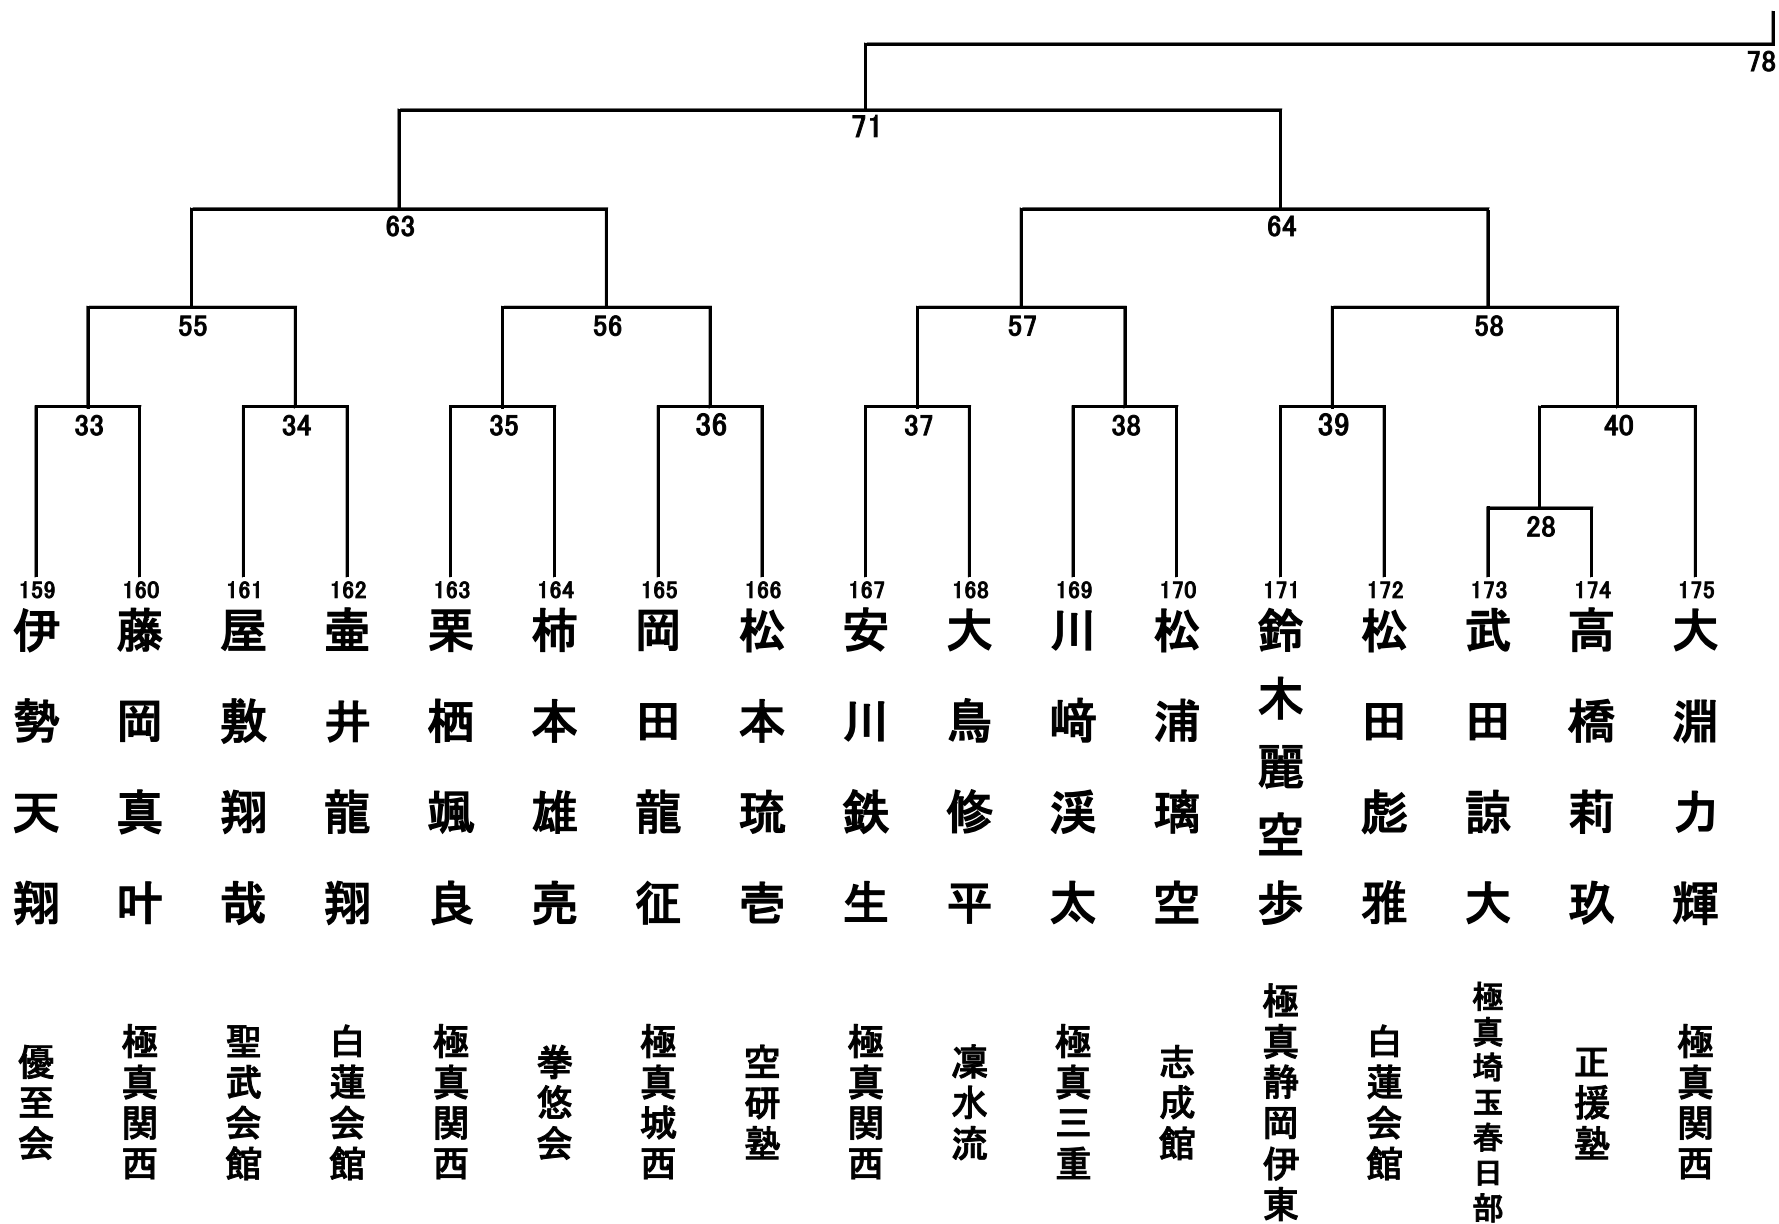 78
71
63
64
55
56
57
58
33
34
35
36
37
38
39
40
28
159
160
161
162
163
164
165
166
167
168
169
170
171
172
173
174
175
伊勢天翔
藤岡真叶
屋敷翔哉
壷井龍翔
栗栖颯良
柿本雄亮
岡田龍征
松本琉壱
安川鉄生
大鳥修平
川﨑渓太
松浦璃空
鈴木麗空歩
松田彪雅
武田諒大
高橋莉玖
大淵力輝
優至会
極真関西
聖武会館
白蓮会館
極真関西
拳悠会
極真城西
空研塾
極真関西
凜水流
極真三重
志成館
極真静岡伊東
白蓮会館
極真埼玉春日部
正援塾
極真関西